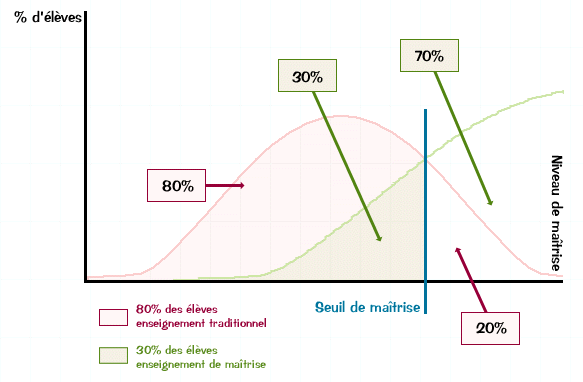 % d'élèves
70%
30%
80%
Niveau de maîtrise
Seuil de maîtrise
20%
80% des élèves
enseignement traditionnel
30% des élèves
enseignement de maîtrise